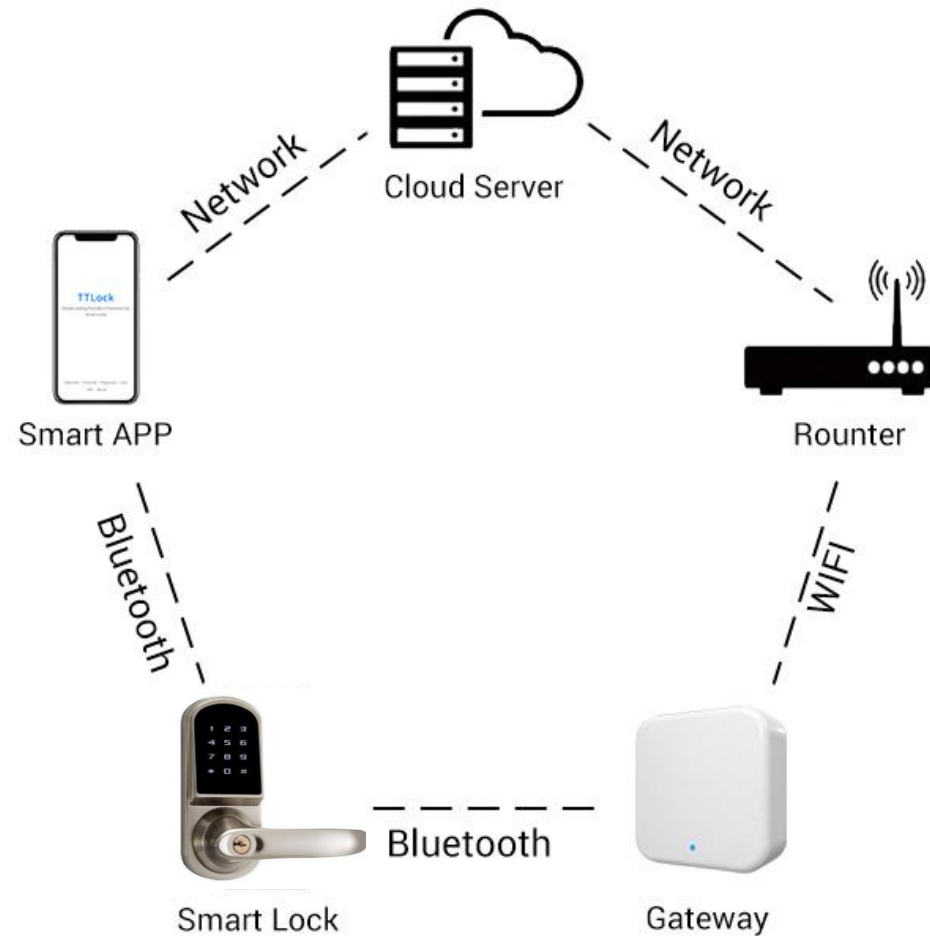 Cloud Server
Network
Network
TTLock
Smart APP
Rounter
Bluetooth
WIFI
1 2 3
4 5 6
7 8 9
* 0 #
Bluetooth
Smart Lock
Gateway